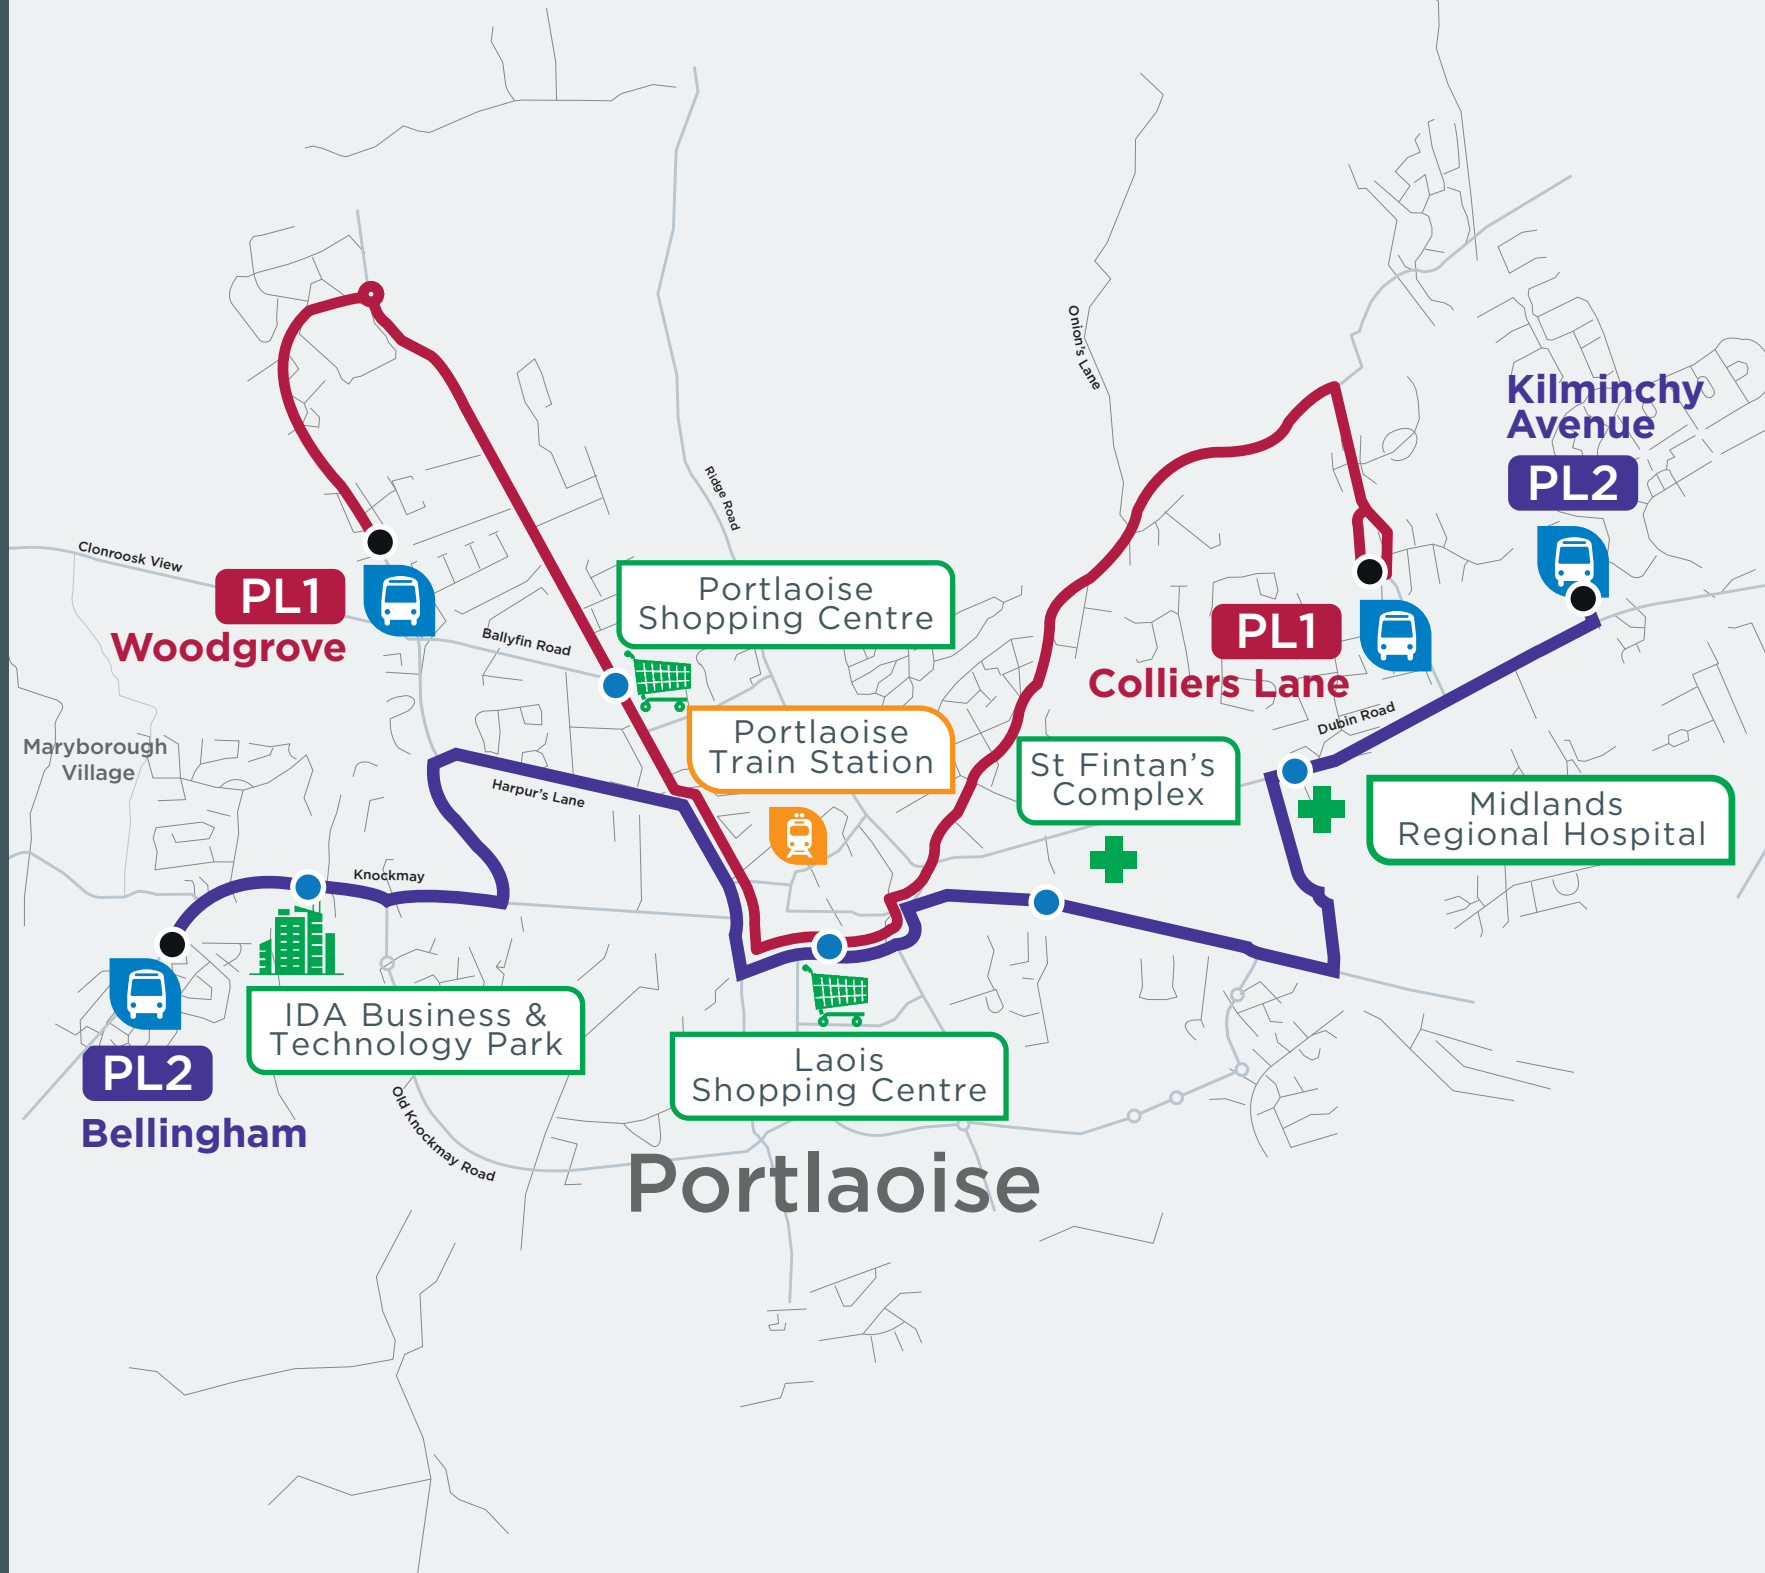 Onion's Lane
Kilminchy
Avenue
PL2
Ridge Road
Clonroosk View
PL1
Woodgrove
Ballyfin Road
Portlaoise
Shopping Centre
PL1
Colliers Lane
Dubin Road
Maryborough
Village
Portlaoise
Train Station
St Fintan's
Complex
Harpur's Lane
Midlands
Regional Hospital
Knockmay
IDA Business &
Technology Park
PL2
Bellingham
Laois
Shopping Centre
Old Knockmay Road
Portlaoise